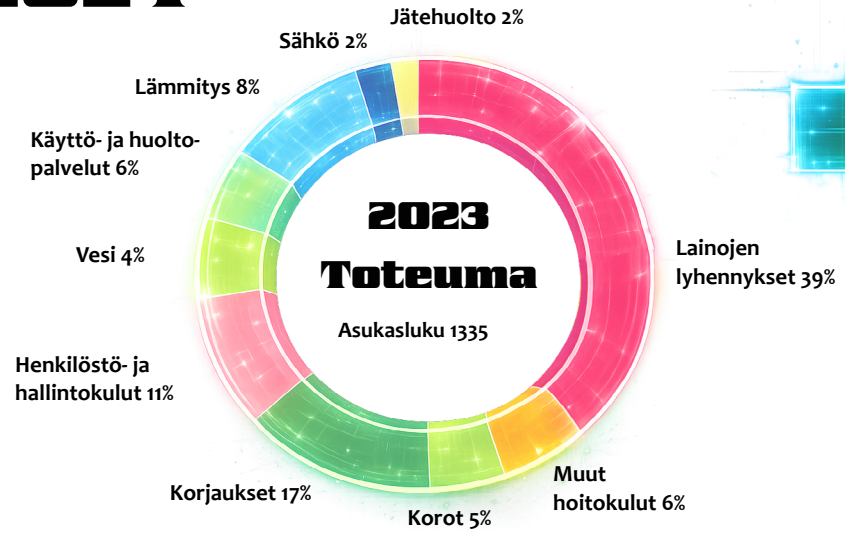 Jätehuolto 2%
Sähkö 2%
Lämmitys 8%
Käyttö- ja huolto-
palvelut 6%
Vesi 4%
Henkilöstö- ja
hallintokulut 11%
Korjaukset 17%
Korot 5%
Muut
hoitokulut 6%
Lainojen
lyhennykset 39%
2023
Toteuma
Asukasluku 1335